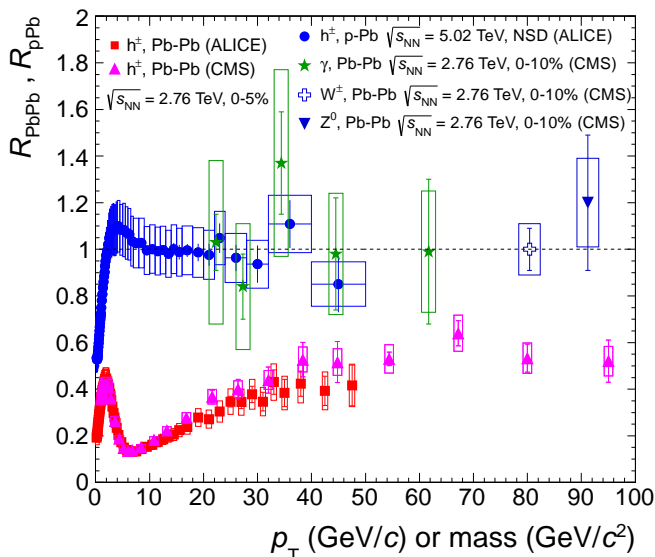 R_PbPb , R_pPb
2
1.8
1.6
1.4
1.2
1
0.8
0.6
0.4
0.2
0
h±, Pb-Pb (ALICE)
h±, Pb-Pb (CMS)
√s_NN = 2.76 TeV, 0-5%
h±, p-Pb √s_NN = 5.02 TeV, NSD (ALICE)
γ, Pb-Pb √s_NN = 2.76 TeV, 0-10% (CMS)
W±, Pb-Pb √s_NN = 2.76 TeV, 0-10% (CMS)
Z⁰, Pb-Pb √s_NN = 2.76 TeV, 0-10% (CMS)
0 10 20 30 40 50 60 70 80 90 100
p_T (GeV/c) or mass (GeV/c²)